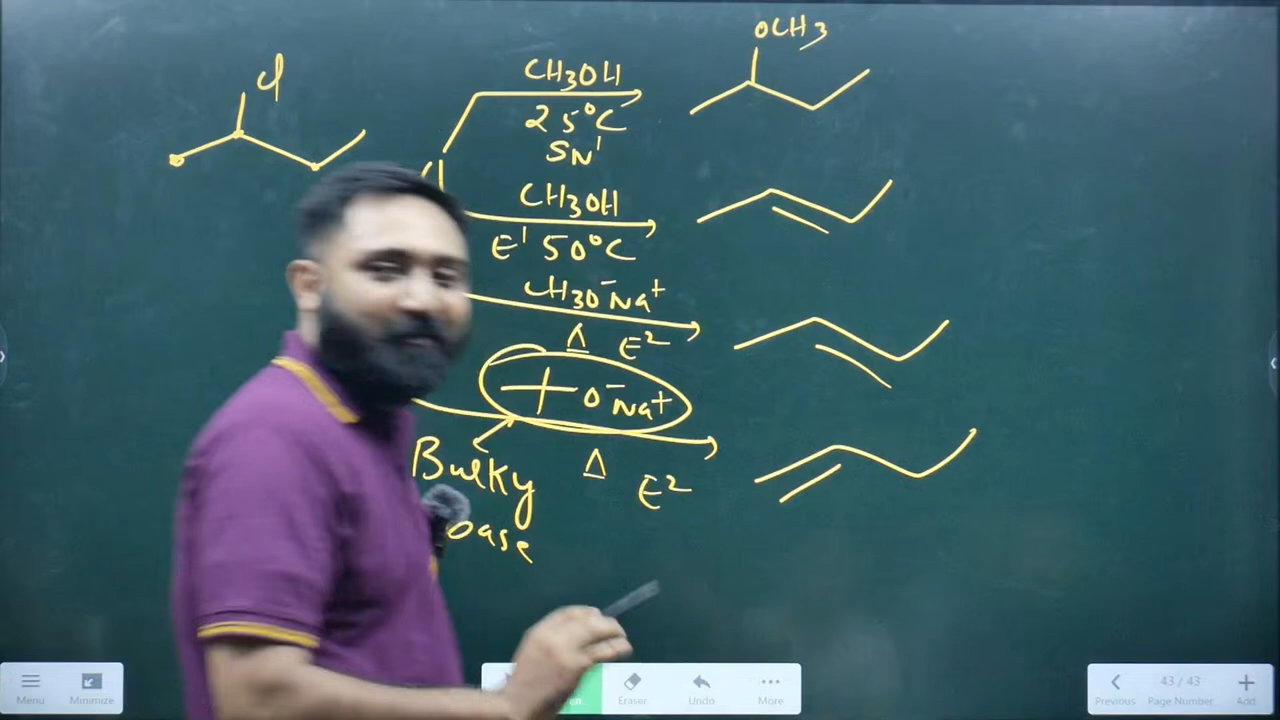 Cl
CH3OH
25°C
SN1
OCH3
CH3OH
E1 50°C
CH3O⁻Na⁺
Δ E2
O⁻Na⁺
Δ E2
Bulky
base
Menu
Minimize
Eraser
Undo
More
Previous
43 / 43
Page Number
Add